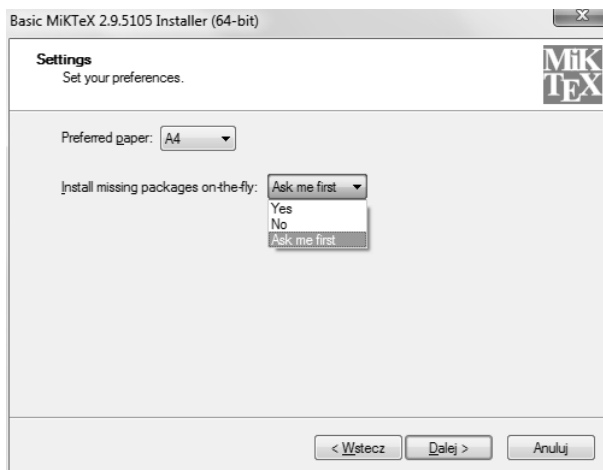 Basic MiKTeX 2.9.5105 Installer (64-bit)
Settings
Set your preferences.
MiK
TEX
Preferred paper: A4
Install missing packages on-the-fly: Ask me first
Yes
No
Ask me first
< Wstecz Dalej > Anuluj